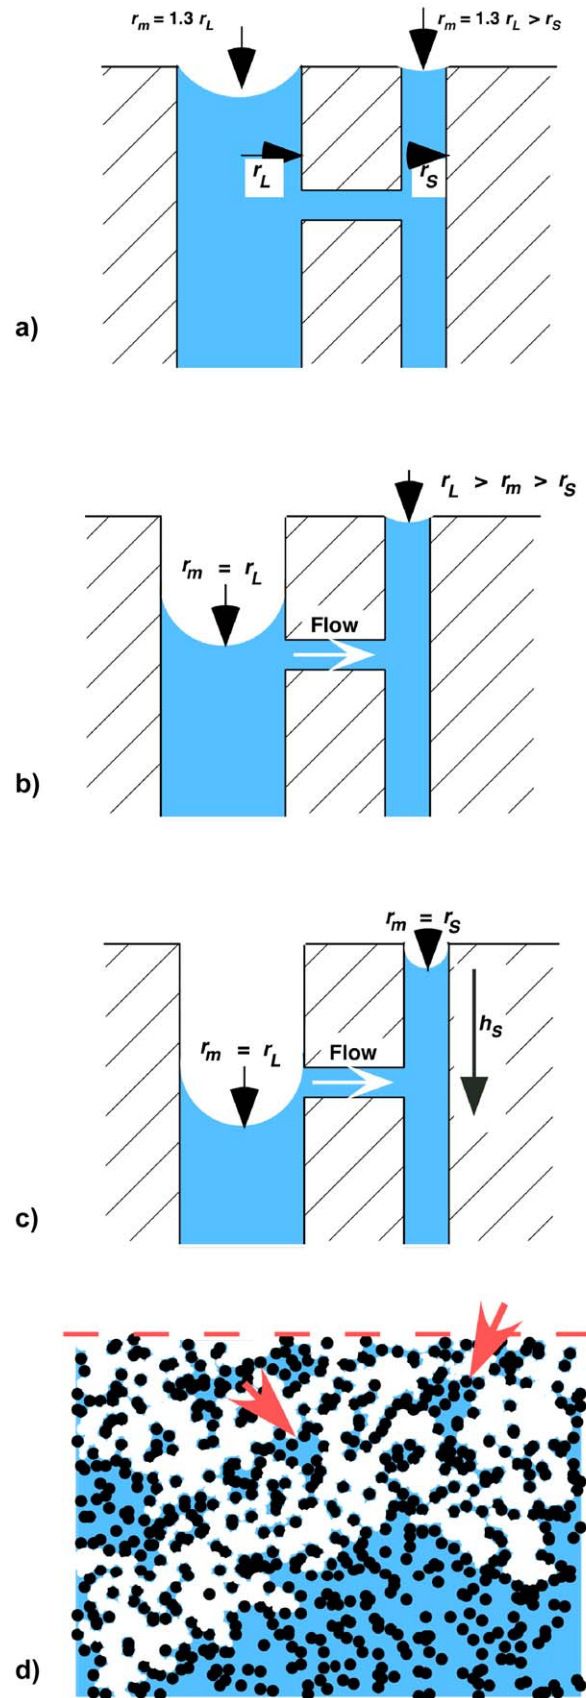 r_m = 1.3 r_L
r_m = 1.3 r_L > r_S
r_L
r_S
a)
r_L > r_m > r_S
r_m = r_L
Flow
b)
r_m = r_S
h_S
r_m = r_L
Flow
c)
d)